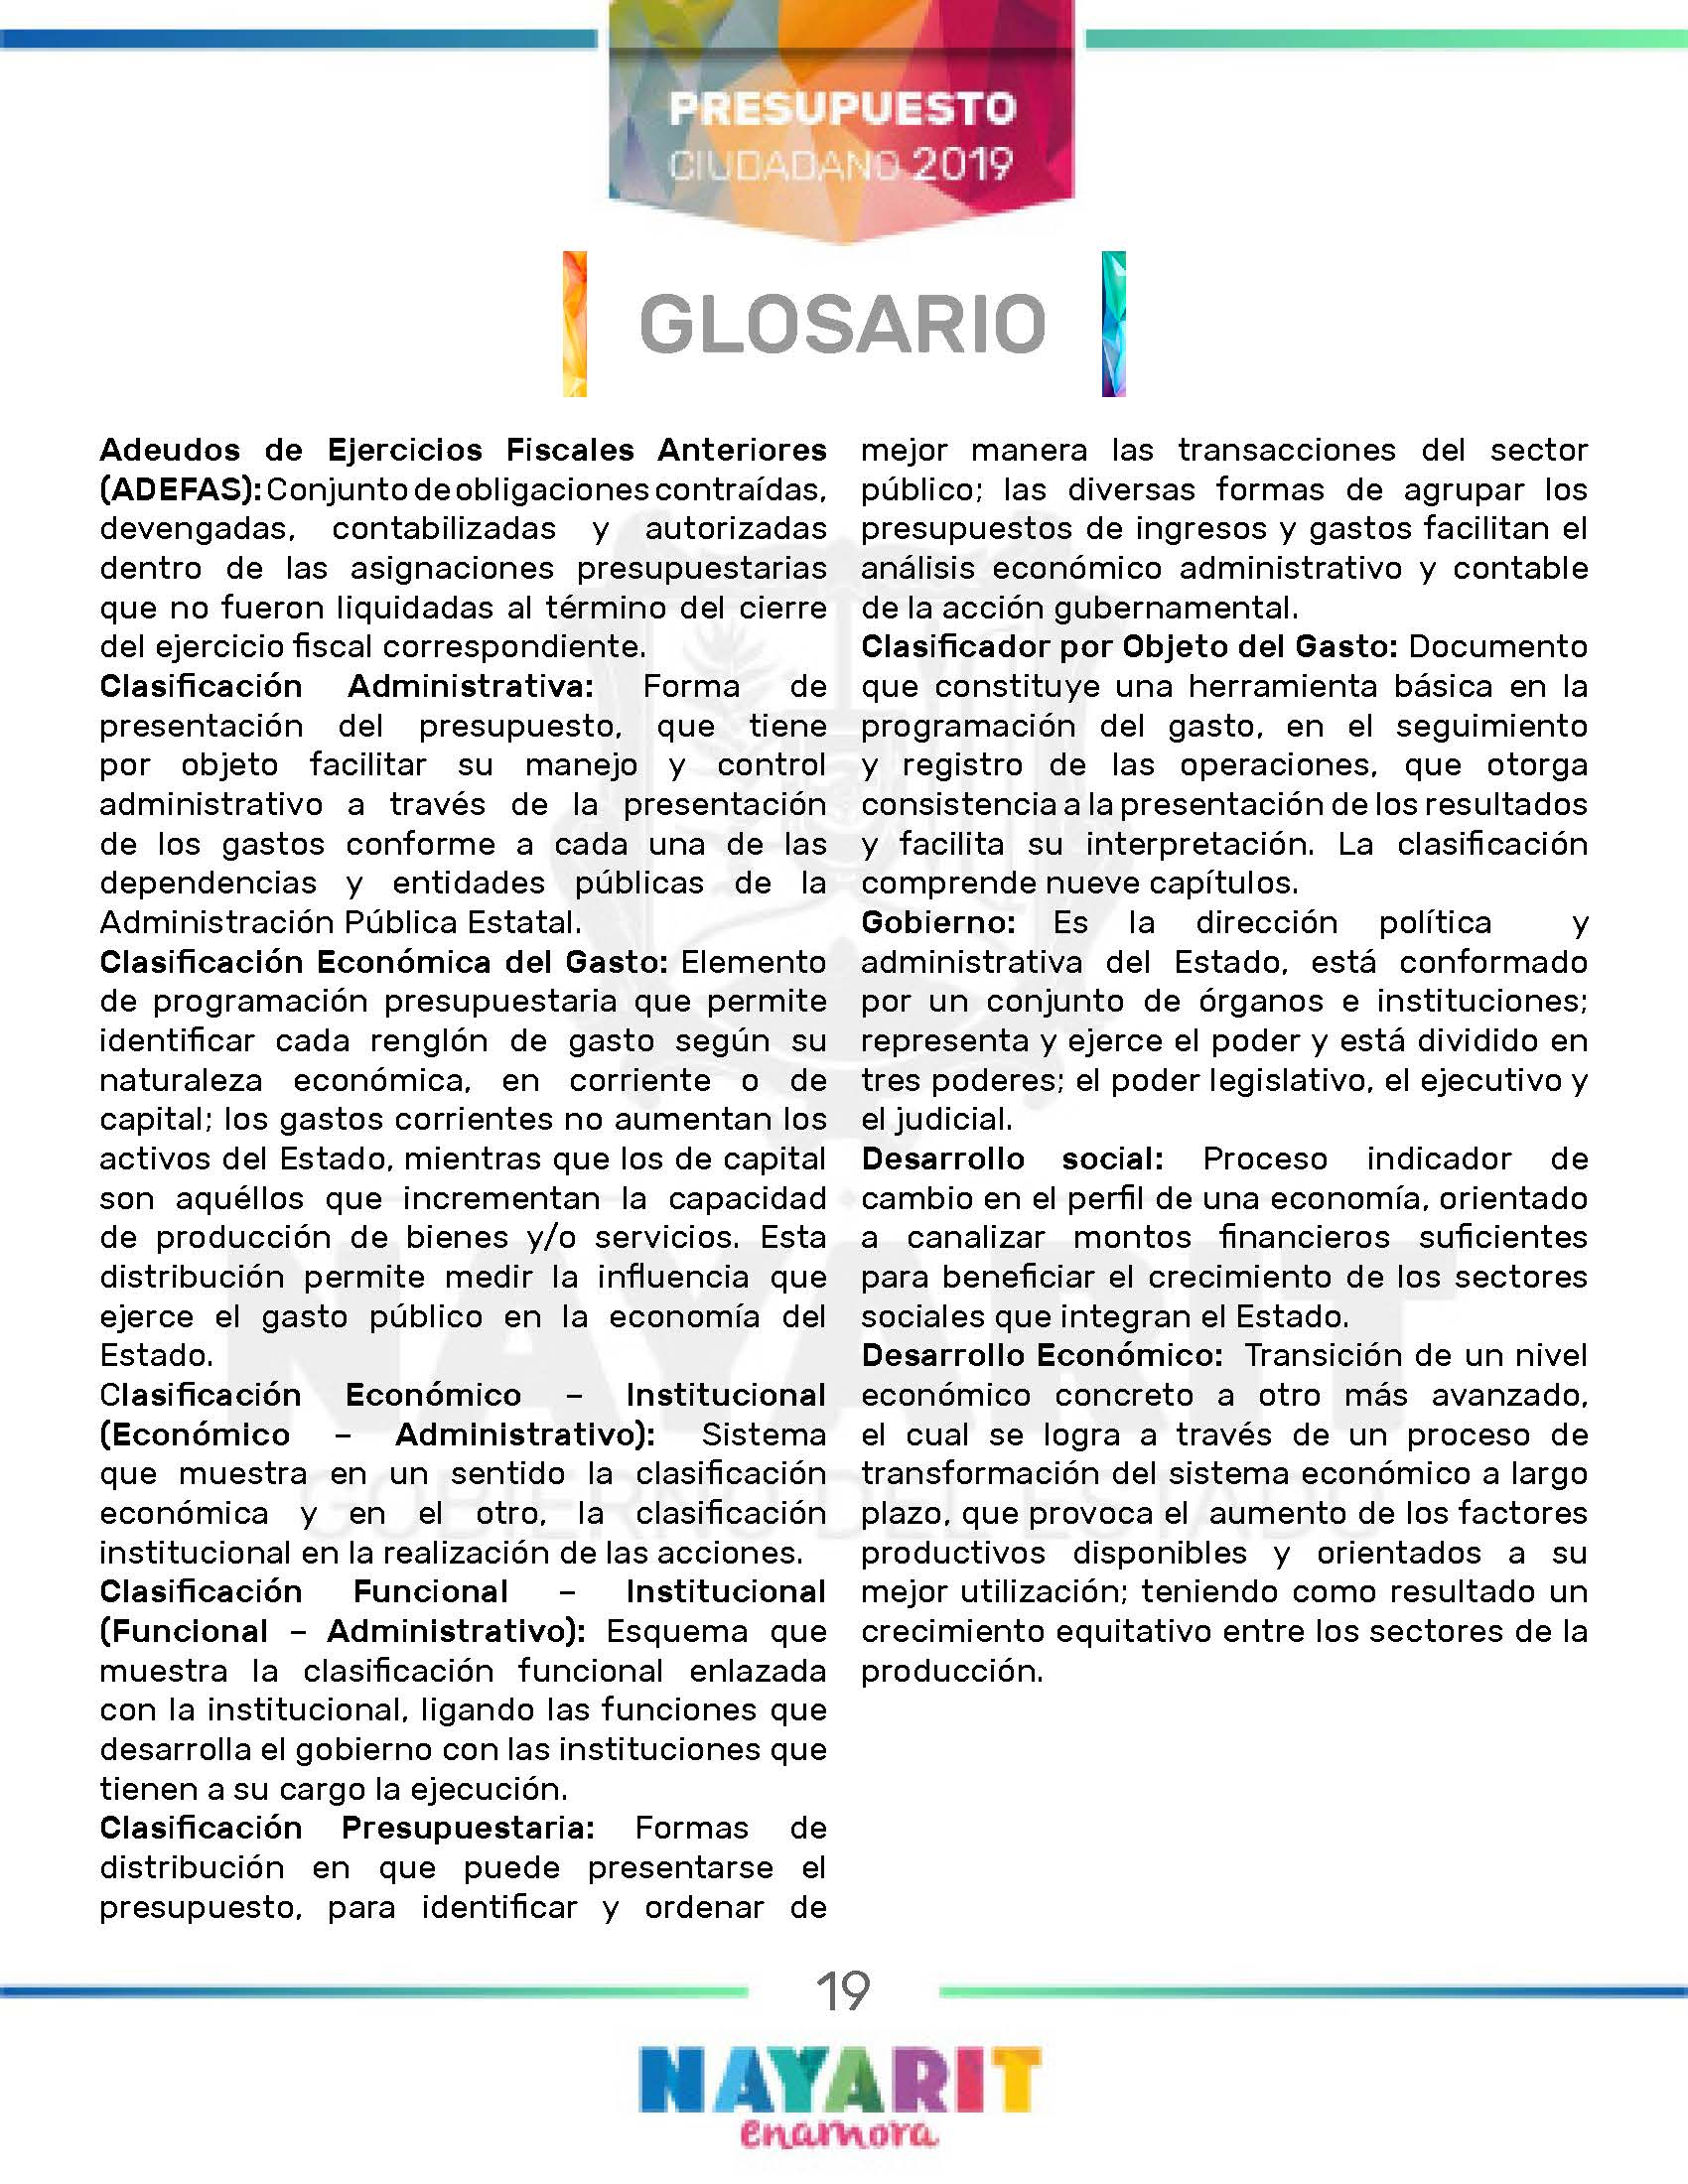 PRESUPUESTO
CIUDADANO 2019
GLOSARIO
Adeudos de Ejercicios Fiscales Anteriores
(ADEFAS): Conjunto de obligaciones contraídas,
devengadas, contabilizadas y autorizadas
dentro de las asignaciones presupuestarias
que no fueron liquidadas al término del cierre
del ejercicio fiscal correspondiente.
Clasificación Administrativa: Forma de
presentación del presupuesto, que tiene
por objeto facilitar su manejo y control
administrativo a través de la presentación
de los gastos conforme a cada una de las
dependencias y entidades públicas de la
Administración Pública Estatal.
Clasificación Económica del Gasto: Elemento
de programación presupuestaria que permite
identificar cada renglón de gasto según su
naturaleza económica, en corriente o de
capital; los gastos corrientes no aumentan los
activos del Estado, mientras que los de capital
son aquéllos que incrementan la capacidad
de producción de bienes y/o servicios. Esta
distribución permite medir la influencia que
ejerce el gasto público en la economía del
Estado.
Clasificación Económico – Institucional
(Económico – Administrativo): Sistema
que muestra en un sentido la clasificación
económica y en el otro, la clasificación
institucional en la realización de las acciones.
Clasificación Funcional – Institucional
(Funcional – Administrativo): Esquema que
muestra la clasificación funcional enlazada
con la institucional, ligando las funciones que
desarrolla el gobierno con las instituciones que
tienen a su cargo la ejecución.
Clasificación Presupuestaria: Formas de
distribución en que puede presentarse el
presupuesto, para identificar y ordenar de
mejor manera las transacciones del sector
público; las diversas formas de agrupar los
presupuestos de ingresos y gastos facilitan el
análisis económico administrativo y contable
de la acción gubernamental.
Clasificador por Objeto del Gasto: Documento
que constituye una herramienta básica en la
programación del gasto, en el seguimiento
y registro de las operaciones, que otorga
consistencia a la presentación de los resultados
y facilita su interpretación. La clasificación
comprende nueve capítulos.
Gobierno: Es la dirección política y
administrativa del Estado, está conformado
por un conjunto de órganos e instituciones;
representa y ejerce el poder y está dividido en
tres poderes; el poder legislativo, el ejecutivo y
el judicial.
Desarrollo social: Proceso indicador de
cambio en el perfil de una economía, orientado
a canalizar montos financieros suficientes
para beneficiar el crecimiento de los sectores
sociales que integran el Estado.
Desarrollo Económico: Transición de un nivel
económico concreto a otro más avanzado,
el cual se logra a través de un proceso de
transformación del sistema económico a largo
plazo, que provoca el aumento de los factores
productivos disponibles y orientados a su
mejor utilización; teniendo como resultado un
crecimiento equitativo entre los sectores de la
producción.
NAYARIT
GOBIERNO DEL ESTADO
19
NAYARIT
enamora